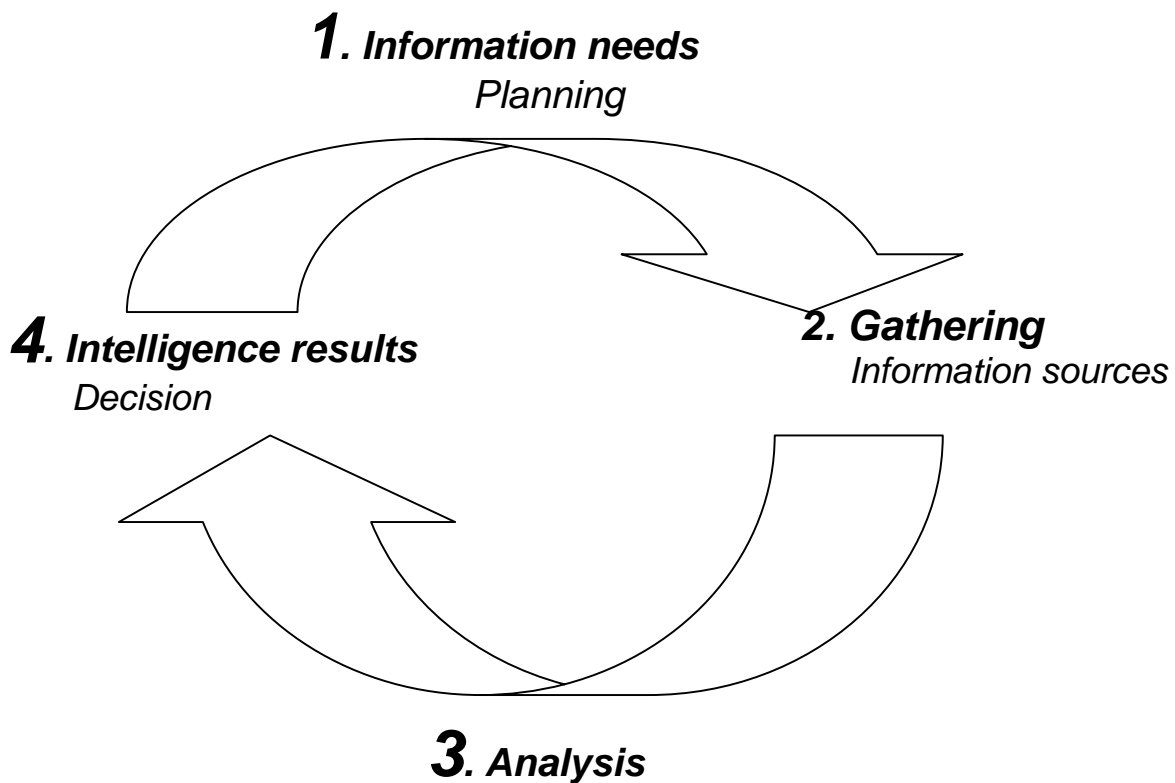 1. Information needs
Planning
2. Gathering
Information sources
3. Analysis
4. Intelligence results
Decision